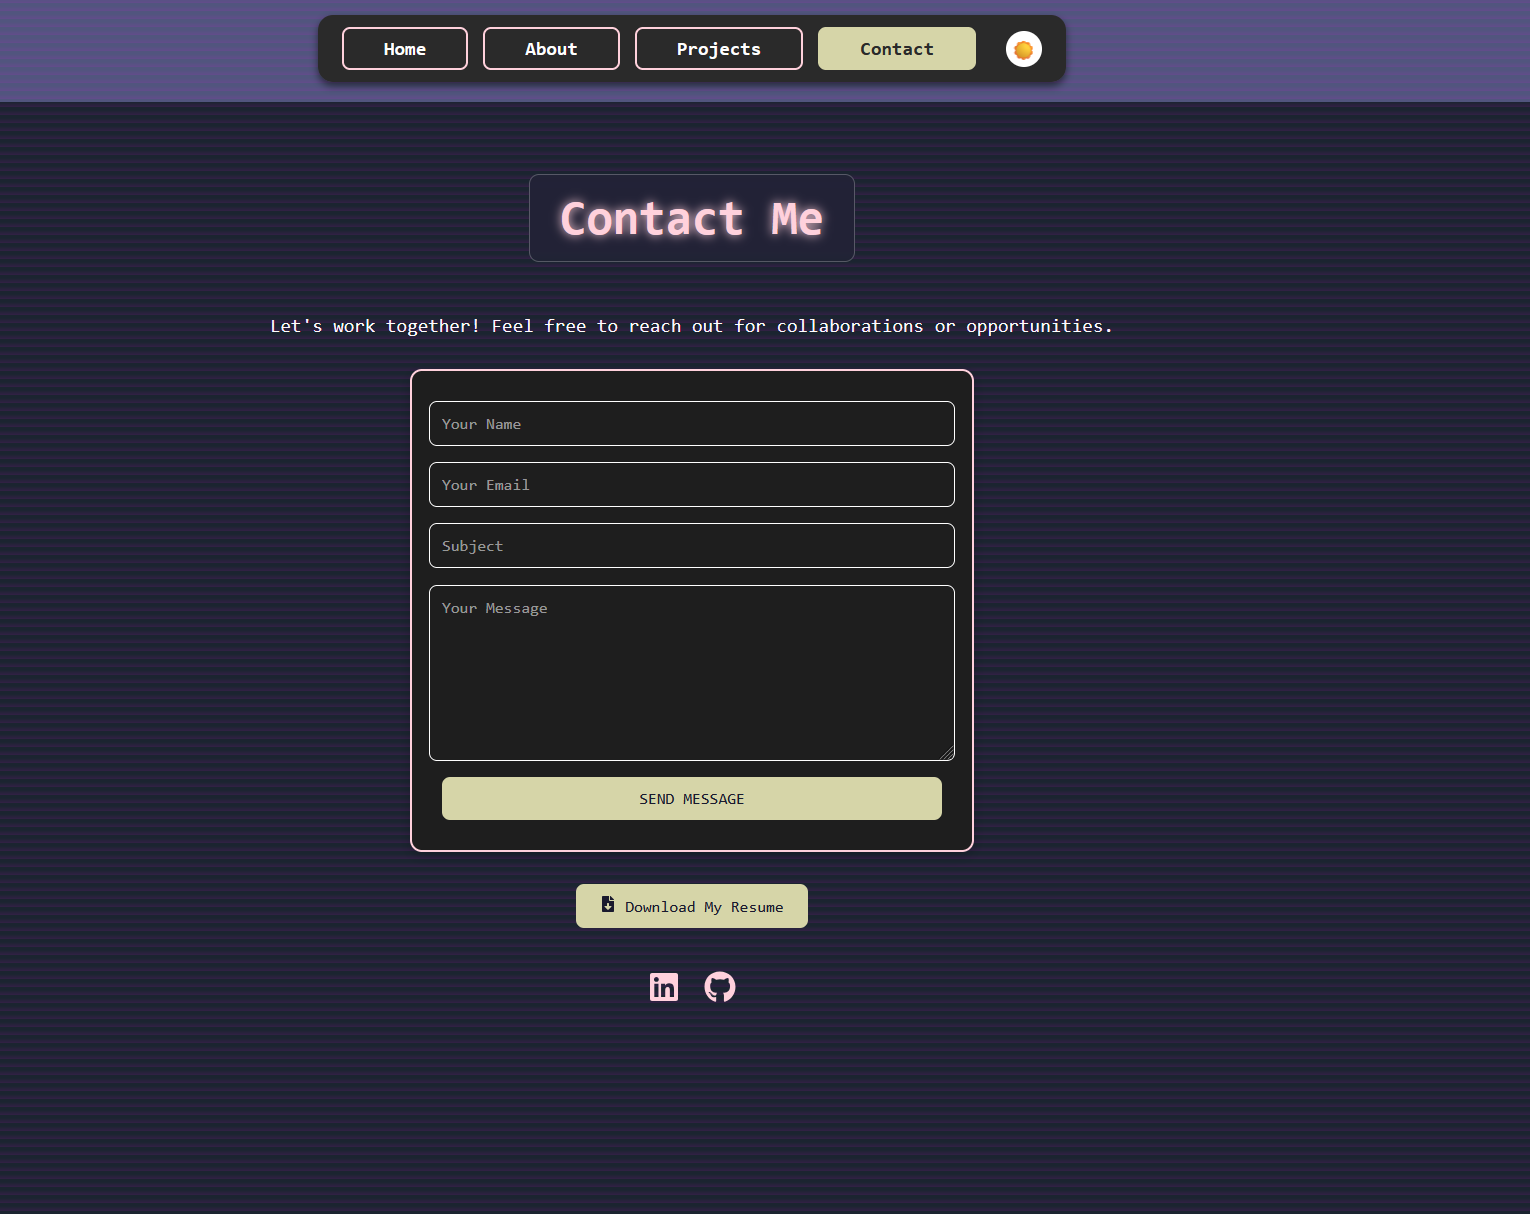 Home About Projects Contact
Contact Me
Let's work together! Feel free to reach out for collaborations or opportunities.
Your Name
Your Email
Subject
Your Message
SEND MESSAGE
Download My Resume
in